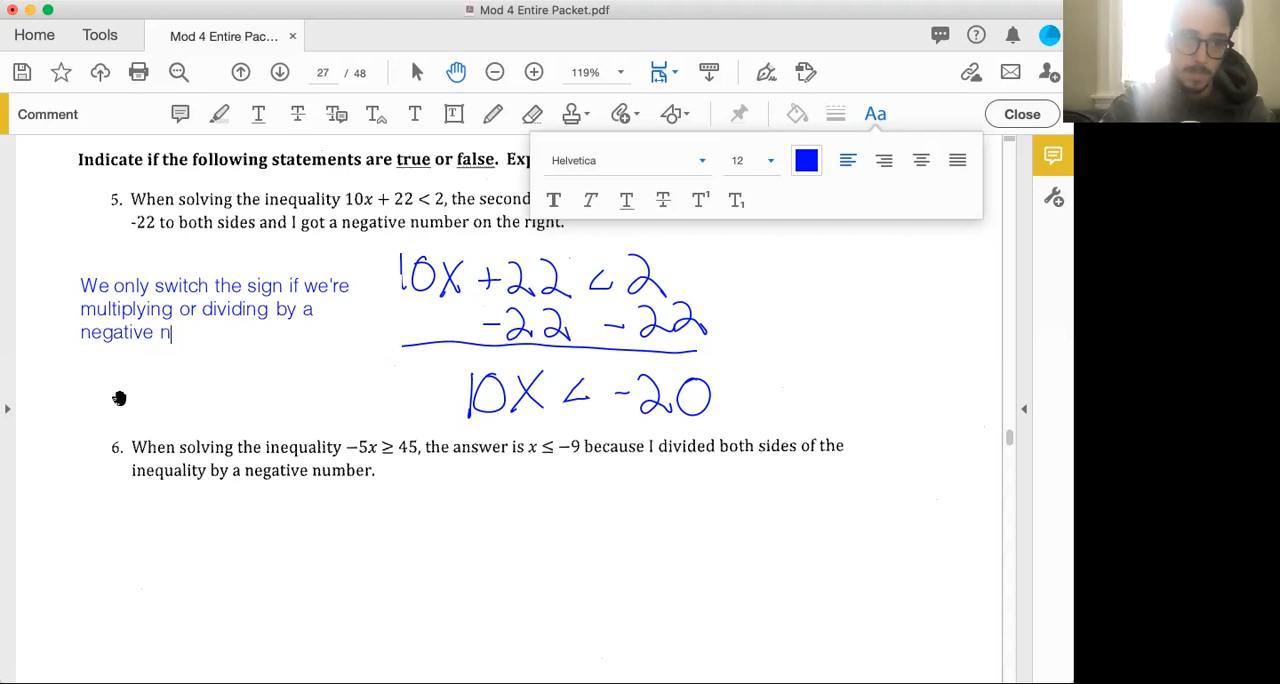 Mod 4 Entire Packet.pdf
Home
Tools
Mod 4 Entire Pac...
27 / 48
119%
Comment
Close
Helvetica
12
Indicate if the following statements are true or false. Exp
5. When solving the inequality 10x + 22 < 2, the second
-22 to both sides and I got a negative number on the right.
We only switch the sign if we're
multiplying or dividing by a
negative n
10X + 22 < 2
-22 -22
10X < -20
6. When solving the inequality −5x ≥ 45, the answer is x ≤ −9 because I divided both sides of the
inequality by a negative number.